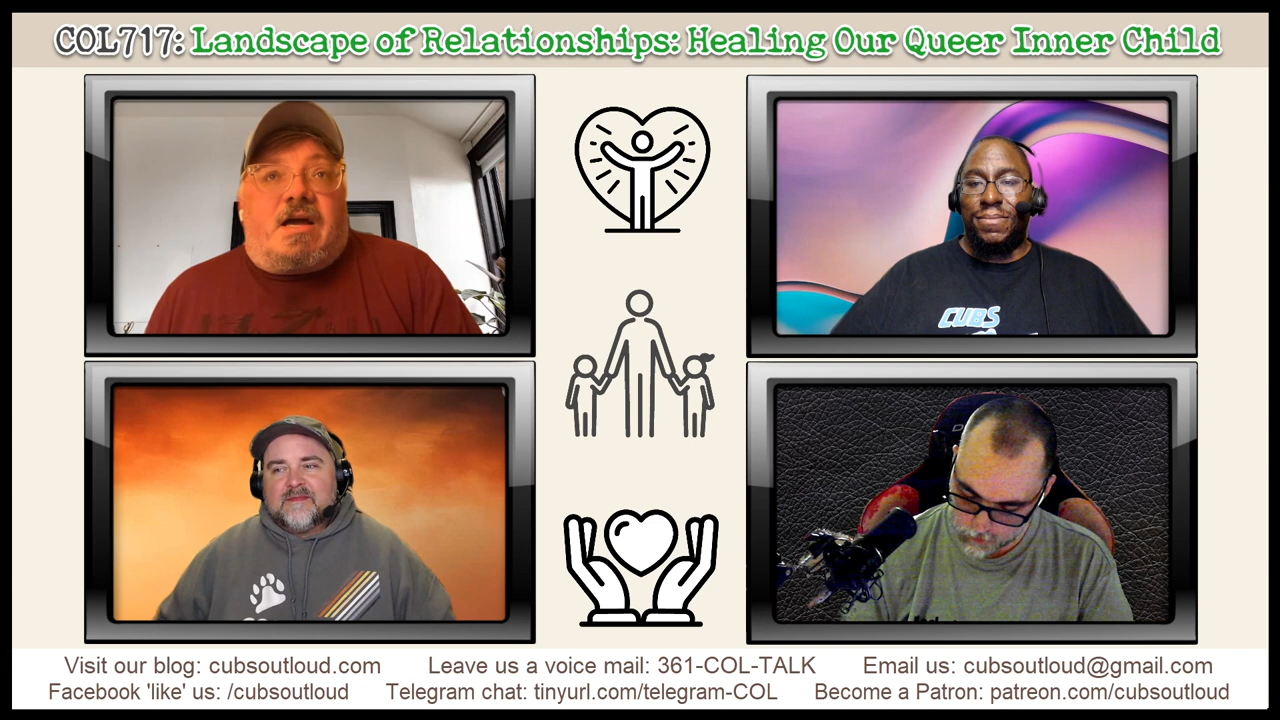 COL717: Landscape of Relationships: Healing Our Queer Inner Child
CUBS
Visit our blog: cubsoutloud.com Leave us a voice mail: 361-COL-TALK Email us: cubsoutloud@gmail.com
Facebook 'like' us: /cubsoutloud Telegram chat: tinyurl.com/telegram-COL Become a Patron: patreon.com/cubsoutloud